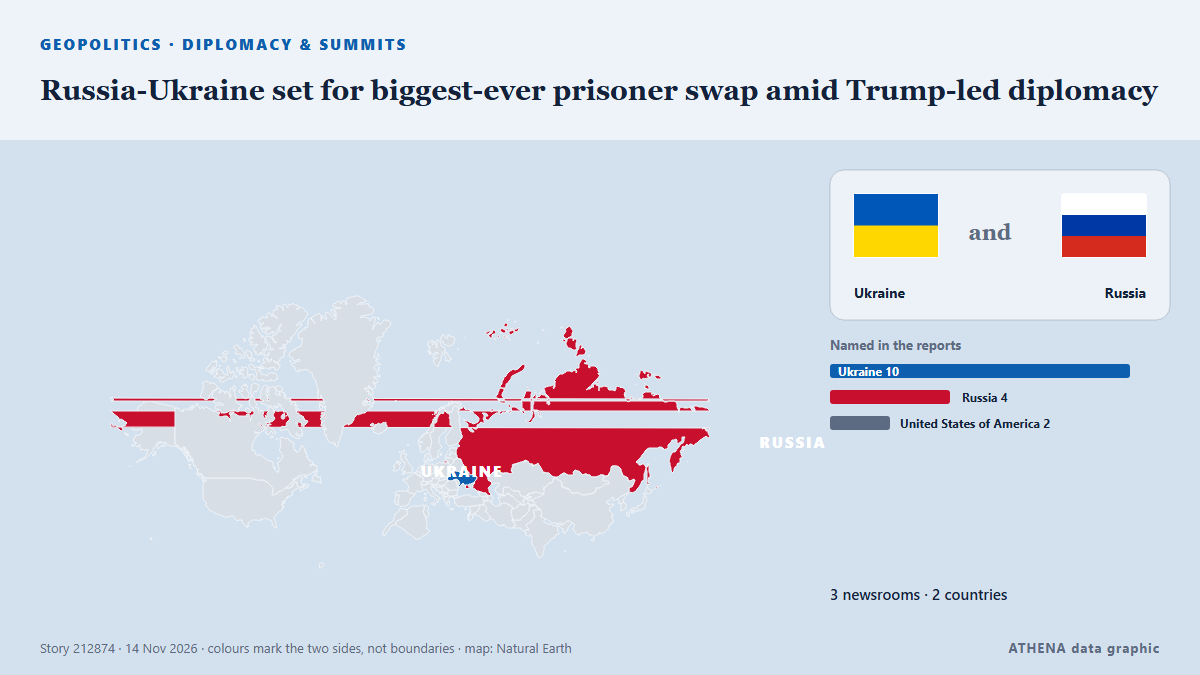 GEOPOLITICS · DIPLOMACY & SUMMITS
Russia-Ukraine set for biggest-ever prisoner swap amid Trump-led diplomacy
and
Ukraine
Russia
Named in the reports
Ukraine 10
Russia 4
United States of America 2
RUSSIA
UKRAINE
3 newsrooms · 2 countries
Story 212874 · 14 Nov 2026 · colours mark the two sides, not boundaries · map: Natural Earth
ATHENA data graphic